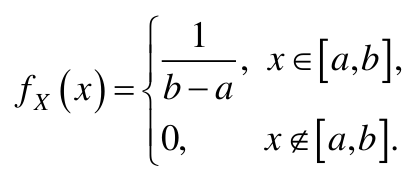 f_X(x) = { 1/(b − a), x ∈ [a,b],
0, x ∉ [a,b].